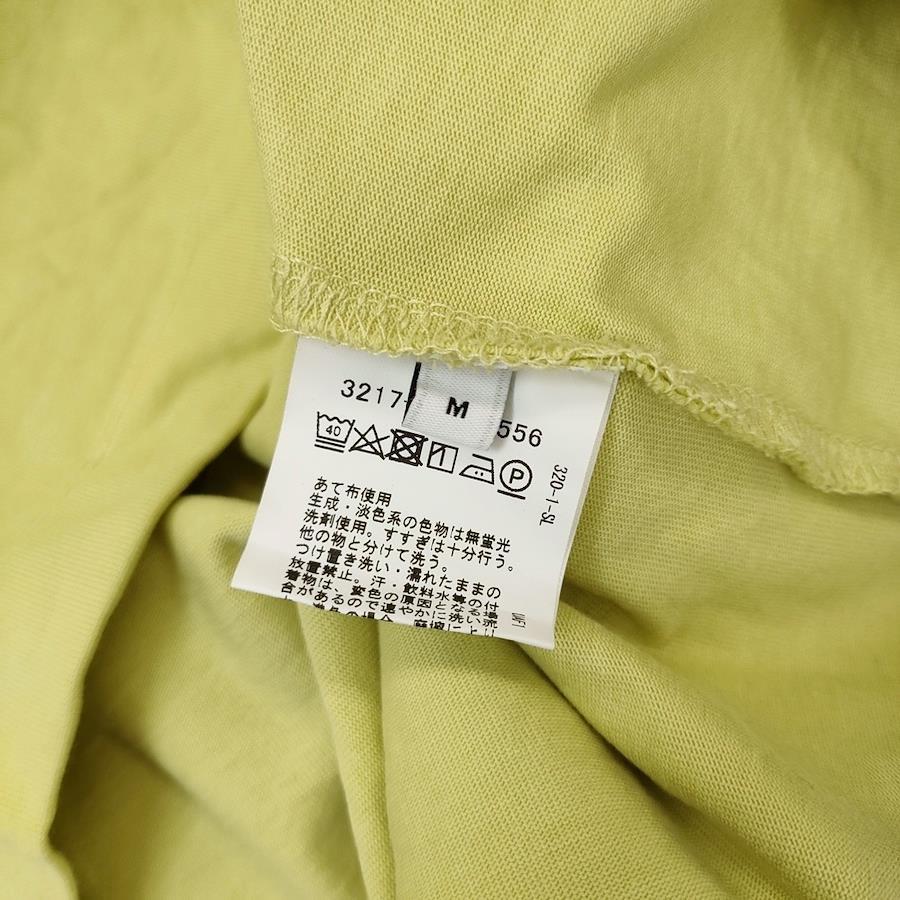 3217-
M
556
40
P
320-1-SL
あて布使用
生成・淡色系の色物は無蛍光
洗剤使用。すすぎは十分行う。
他の物と分けて洗う。
つけ置き洗い・濡れたままの
放置禁止。汗・飲料水等の付
着物は、変色の原因となる場
合があるので速やかに洗い流